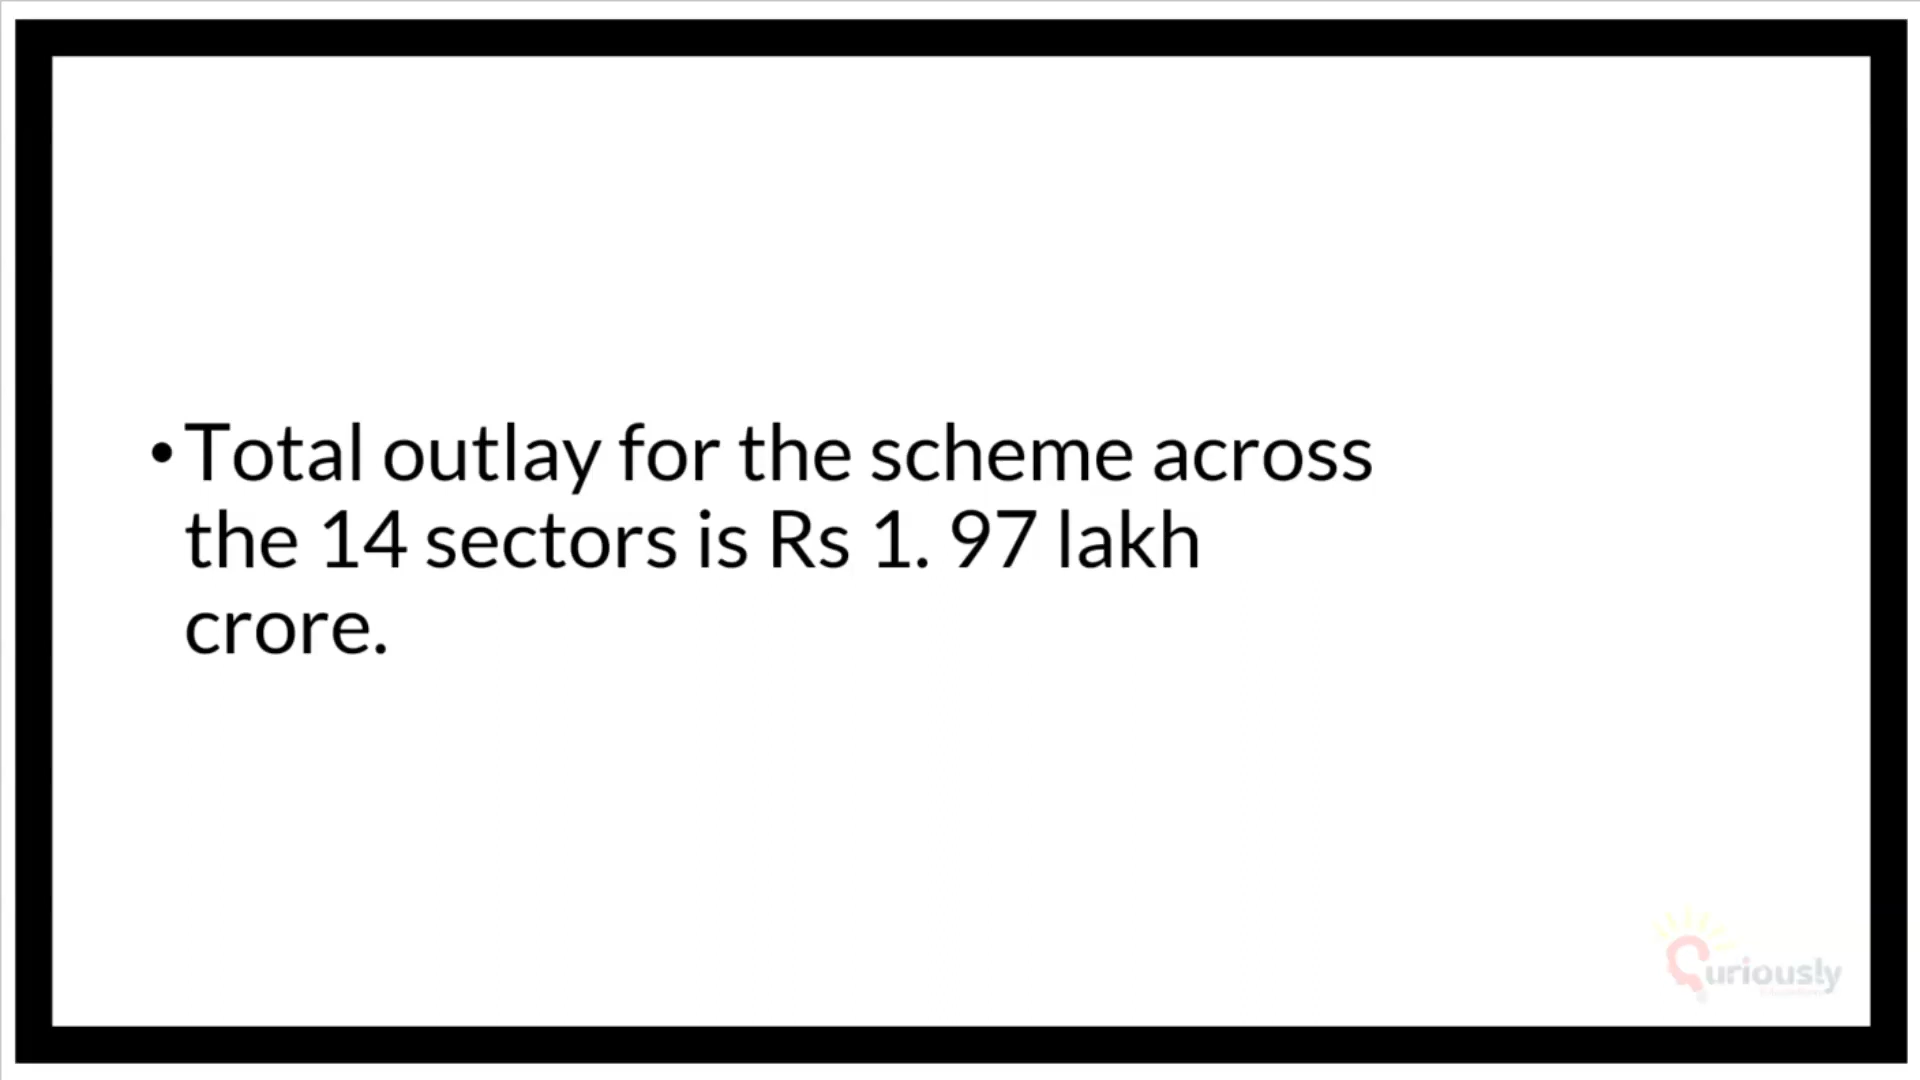 • Total outlay for the scheme across
the 14 sectors is Rs 1. 97 lakh
crore.
Curiously